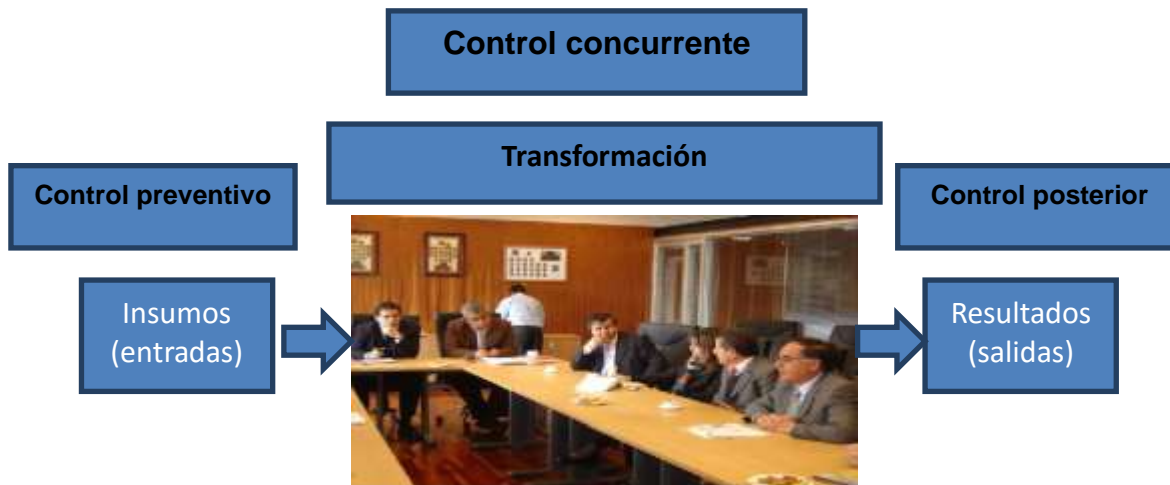 Control concurrente
Transformación
Control preventivo
Control posterior
Insumos
(entradas)
Resultados
(salidas)